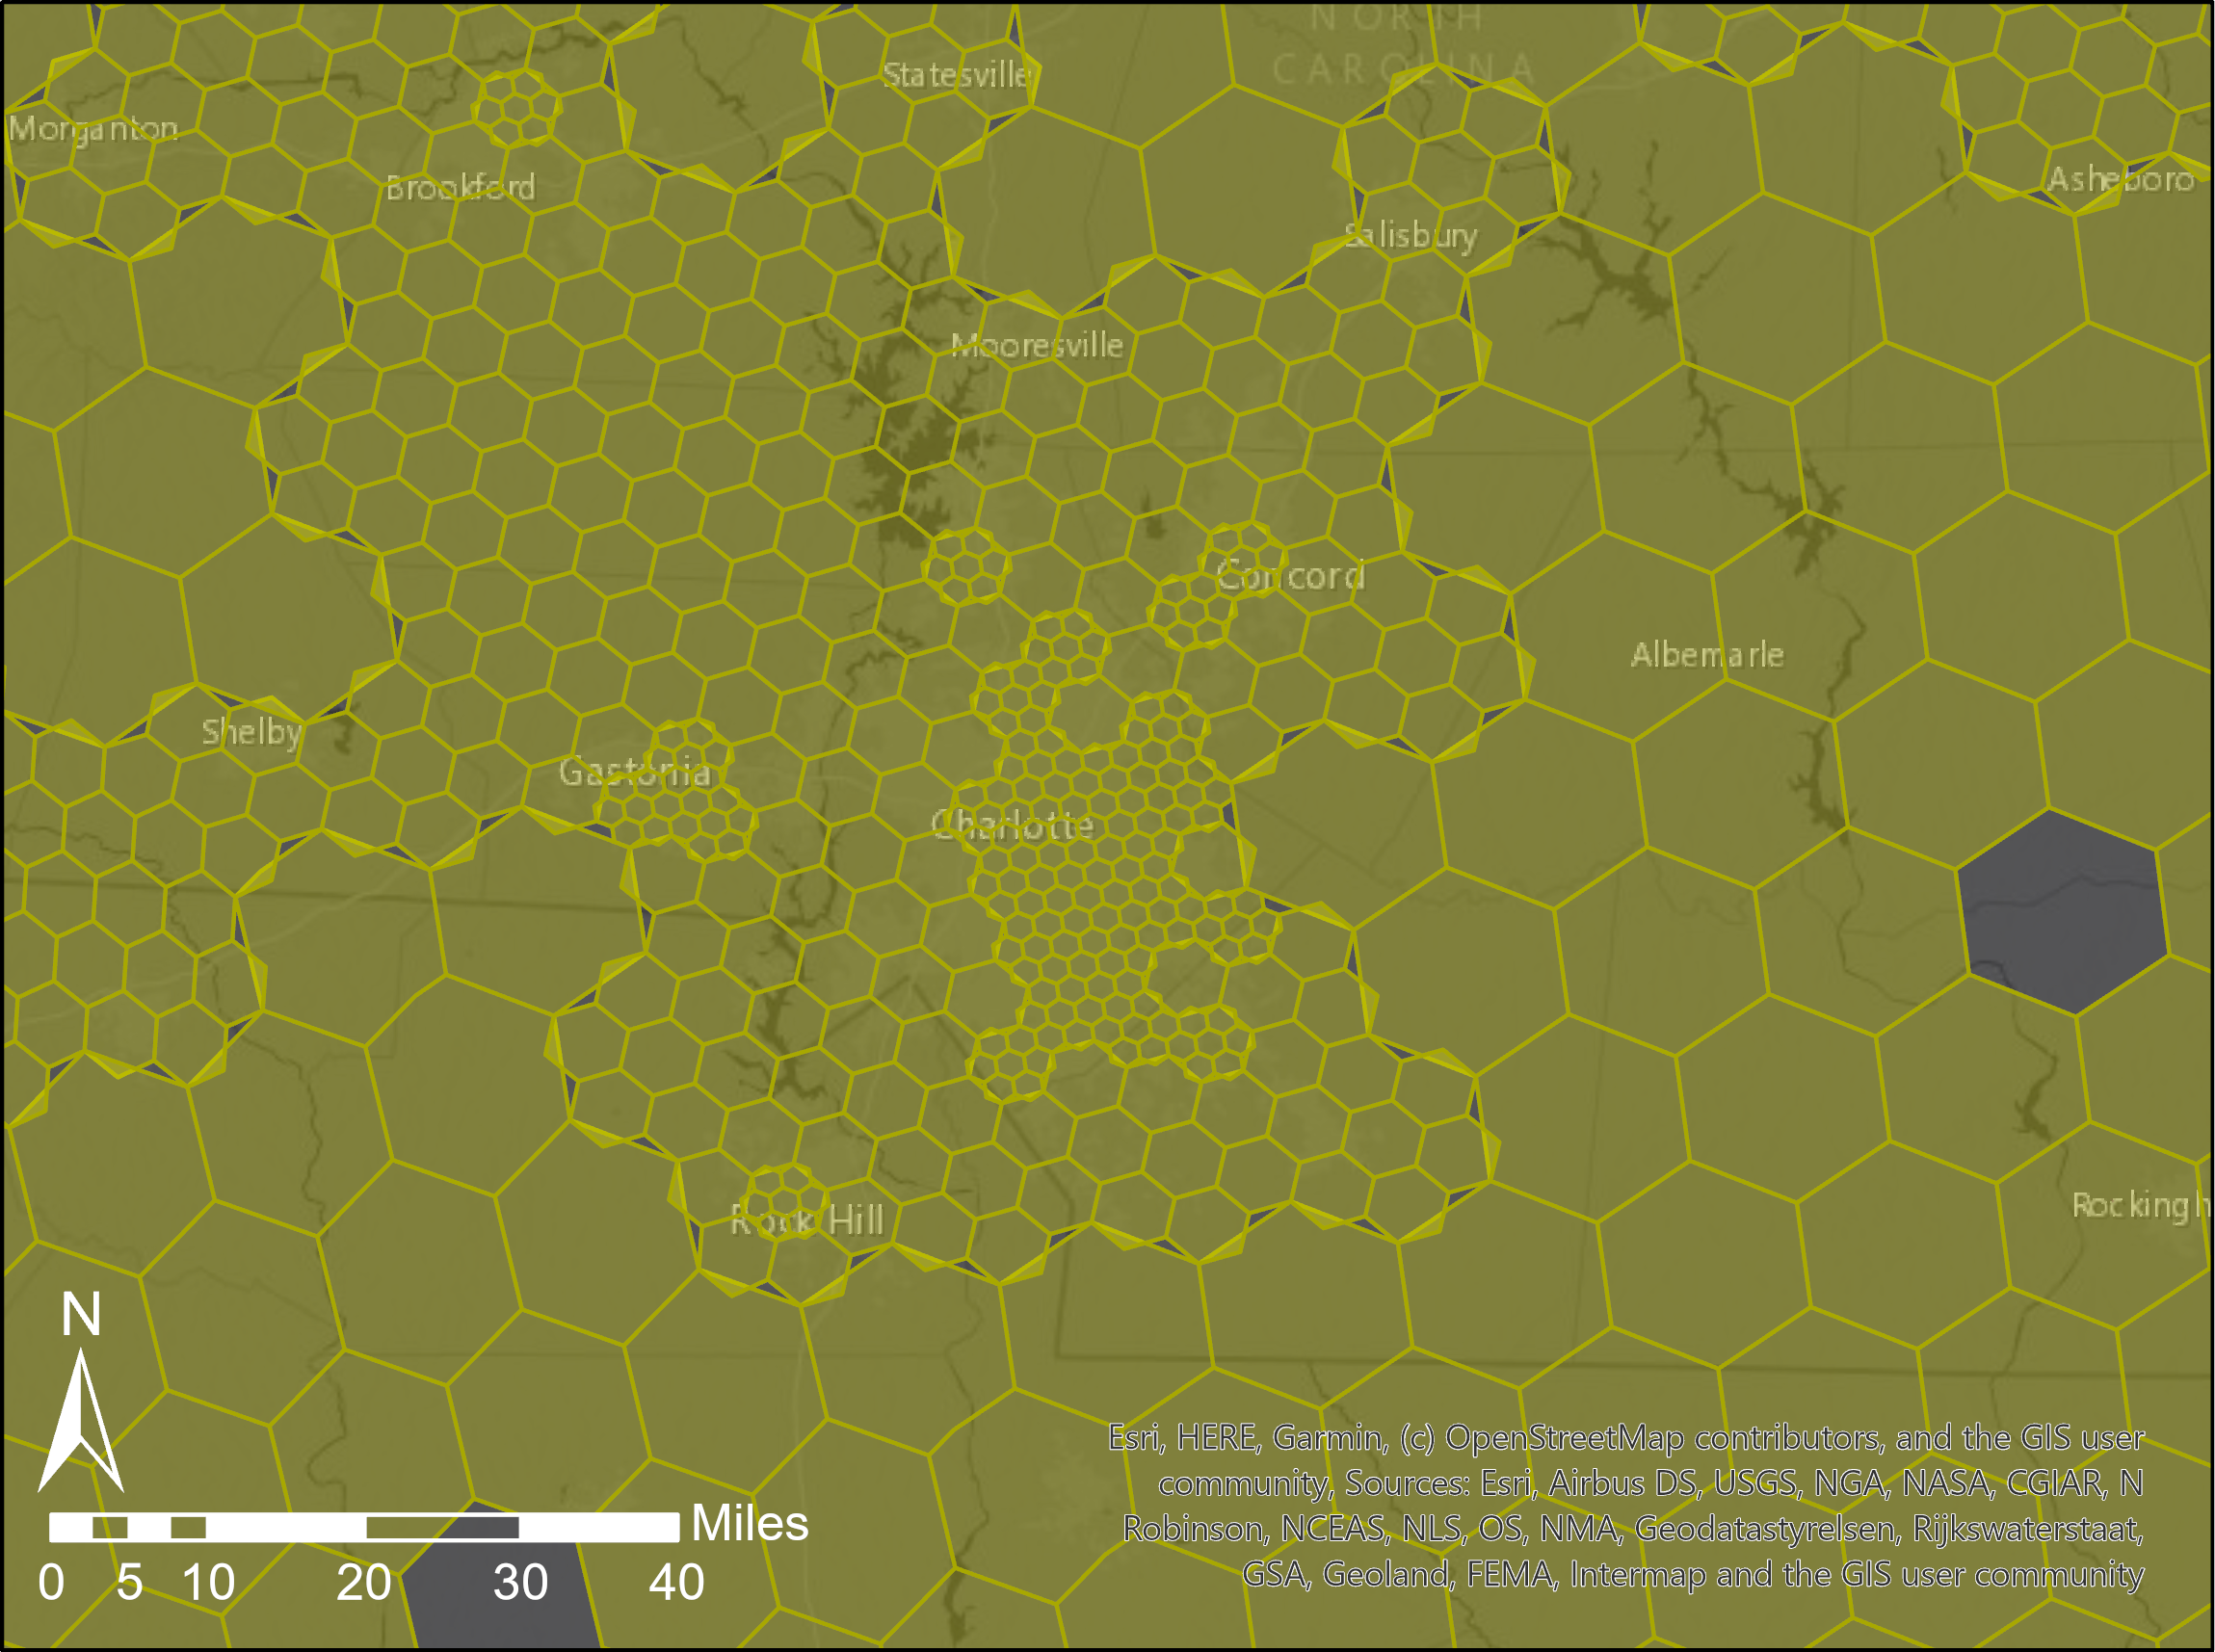 NORTH
CAROLINA
Statesville
Morganton
Brookford
Asheboro
Salisbury
Mooresville
Concord
Albemarle
Shelby
Gastonia
Charlotte
Rockingh
Rock Hill
N
Miles
0 5 10 20 30 40
Esri, HERE, Garmin, (c) OpenStreetMap contributors, and the GIS user
community, Sources: Esri, Airbus DS, USGS, NGA, NASA, CGIAR, N
Robinson, NCEAS, NLS, OS, NMA, Geodatastyrelsen, Rijkswaterstaat,
GSA, Geoland, FEMA, Intermap and the GIS user community